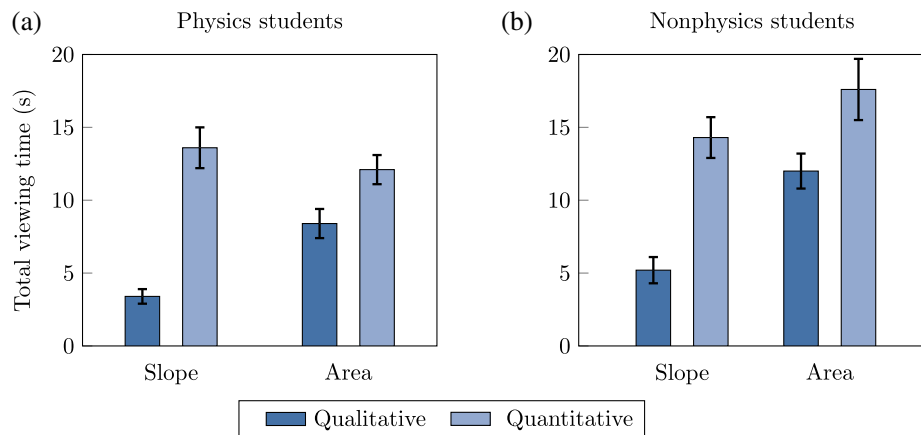 (a) Physics students
(b) Nonphysics students
Total viewing time (s)
20
15
10
5
0
Slope Area
20
15
10
5
0
Slope Area
Qualitative Quantitative